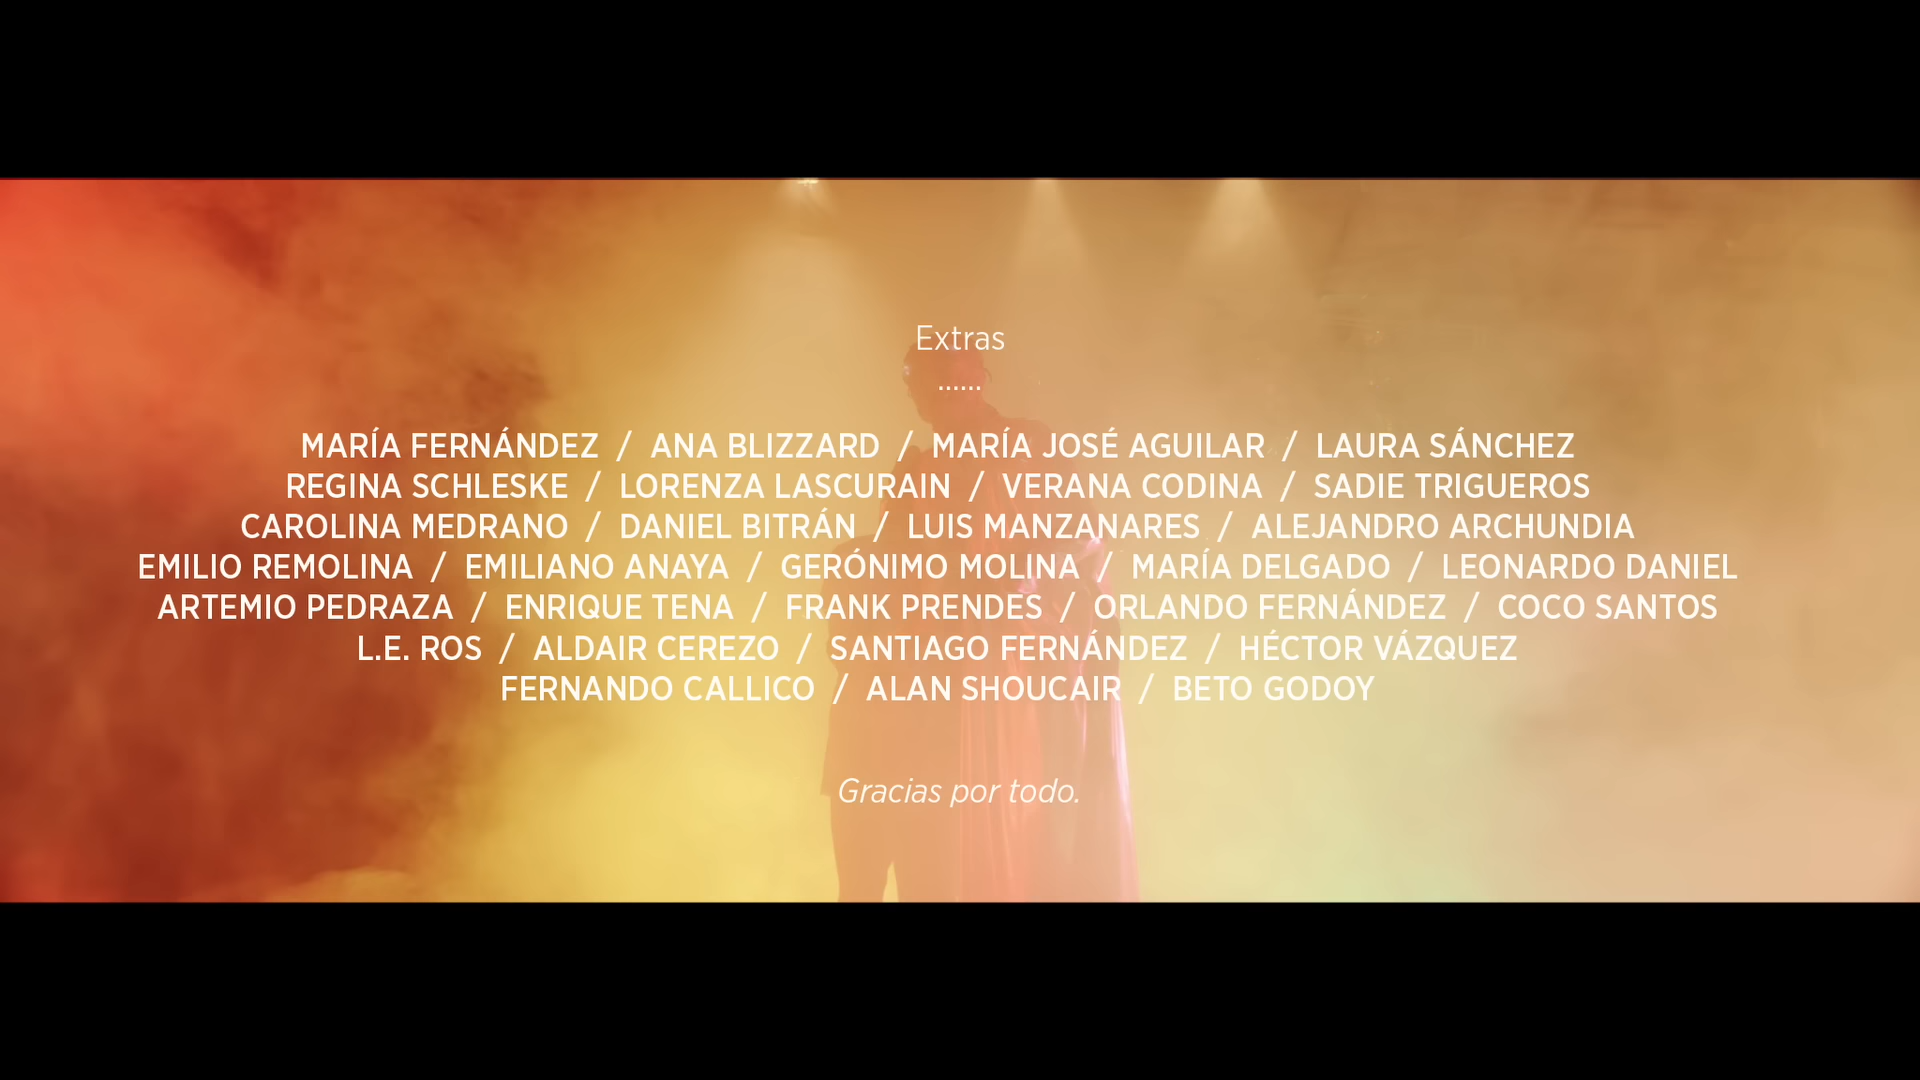 Extras
......
MARÍA FERNÁNDEZ / ANA BLIZZARD / MARÍA JOSÉ AGUILAR / LAURA SÁNCHEZ
REGINA SCHLESKE / LORENZA LASCURAIN / VERANA CODINA / SADIE TRIGUEROS
CAROLINA MEDRANO / DANIEL BITRÁN / LUIS MANZANARES / ALEJANDRO ARCHUNDIA
EMILIO REMOLINA / EMILIANO ANAYA / GERÓNIMO MOLINA / MARÍA DELGADO / LEONARDO DANIEL
ARTEMIO PEDRAZA / ENRIQUE TENA / FRANK PRENDES / ORLANDO FERNÁNDEZ / COCO SANTOS
L.E. ROS / ALDAIR CEREZO / SANTIAGO FERNÁNDEZ / HÉCTOR VÁZQUEZ
FERNANDO CALLICO / ALAN SHOUCAIR / BETO GODOY
Gracias por todo.